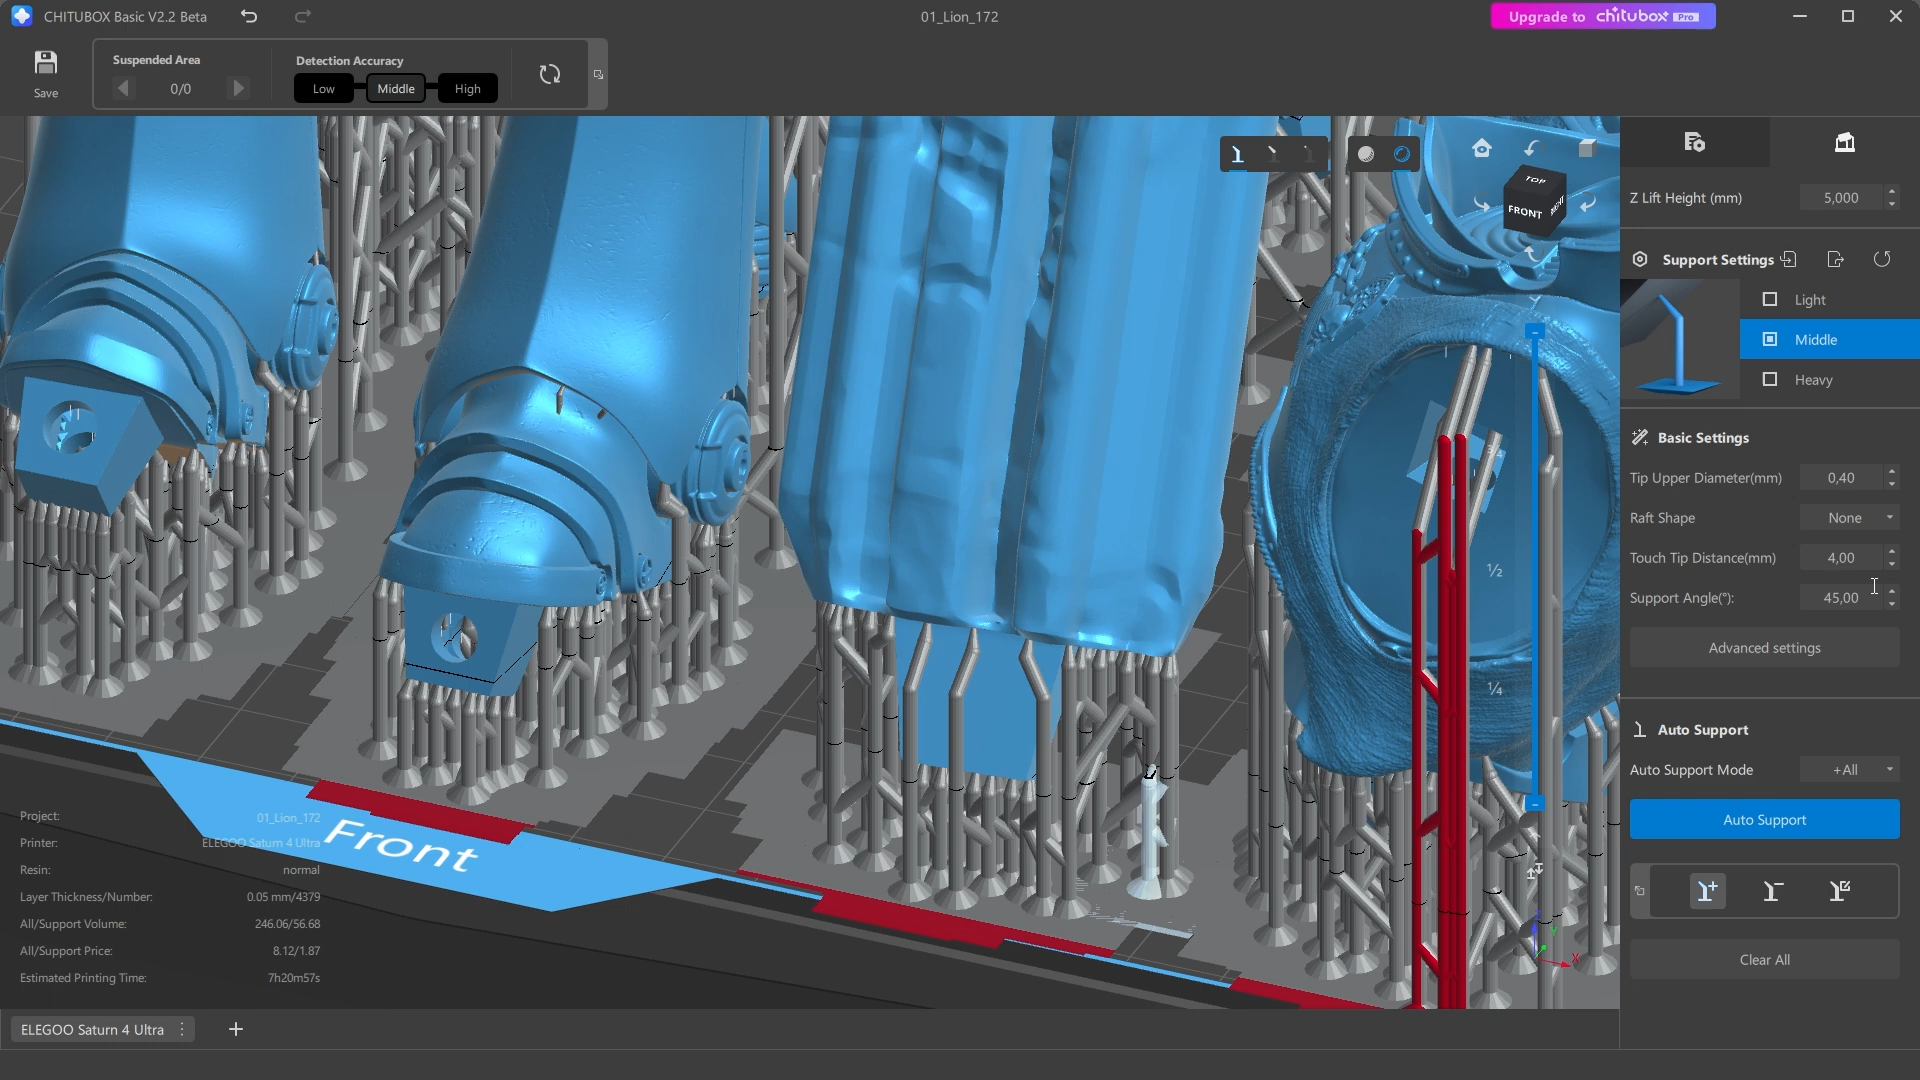 CHITUBOX Basic V2.2 Beta
01_Lion_172
Upgrade to chitubox Pro
Save
Suspended Area
0/0
Detection Accuracy
Low
Middle
High
TOP
FRONT
Z Lift Height (mm)
5,000
Support Settings
Light
Middle
Heavy
Basic Settings
Tip Upper Diameter(mm)
0,40
Raft Shape
None
Touch Tip Distance(mm)
4,00
Support Angle(°):
45,00
Advanced settings
3/4
1/2
1/4
Auto Support
Auto Support Mode
+All
Auto Support
Clear All
Front
Project:
01_Lion_172
Printer:
ELEGOO Saturn 4 Ultra
Resin:
normal
Layer Thickness/Number:
0.05 mm/4379
All/Support Volume:
246.06/56.68
All/Support Price:
8.12/1.87
Estimated Printing Time:
7h20m57s
X
Y
ELEGOO Saturn 4 Ultra